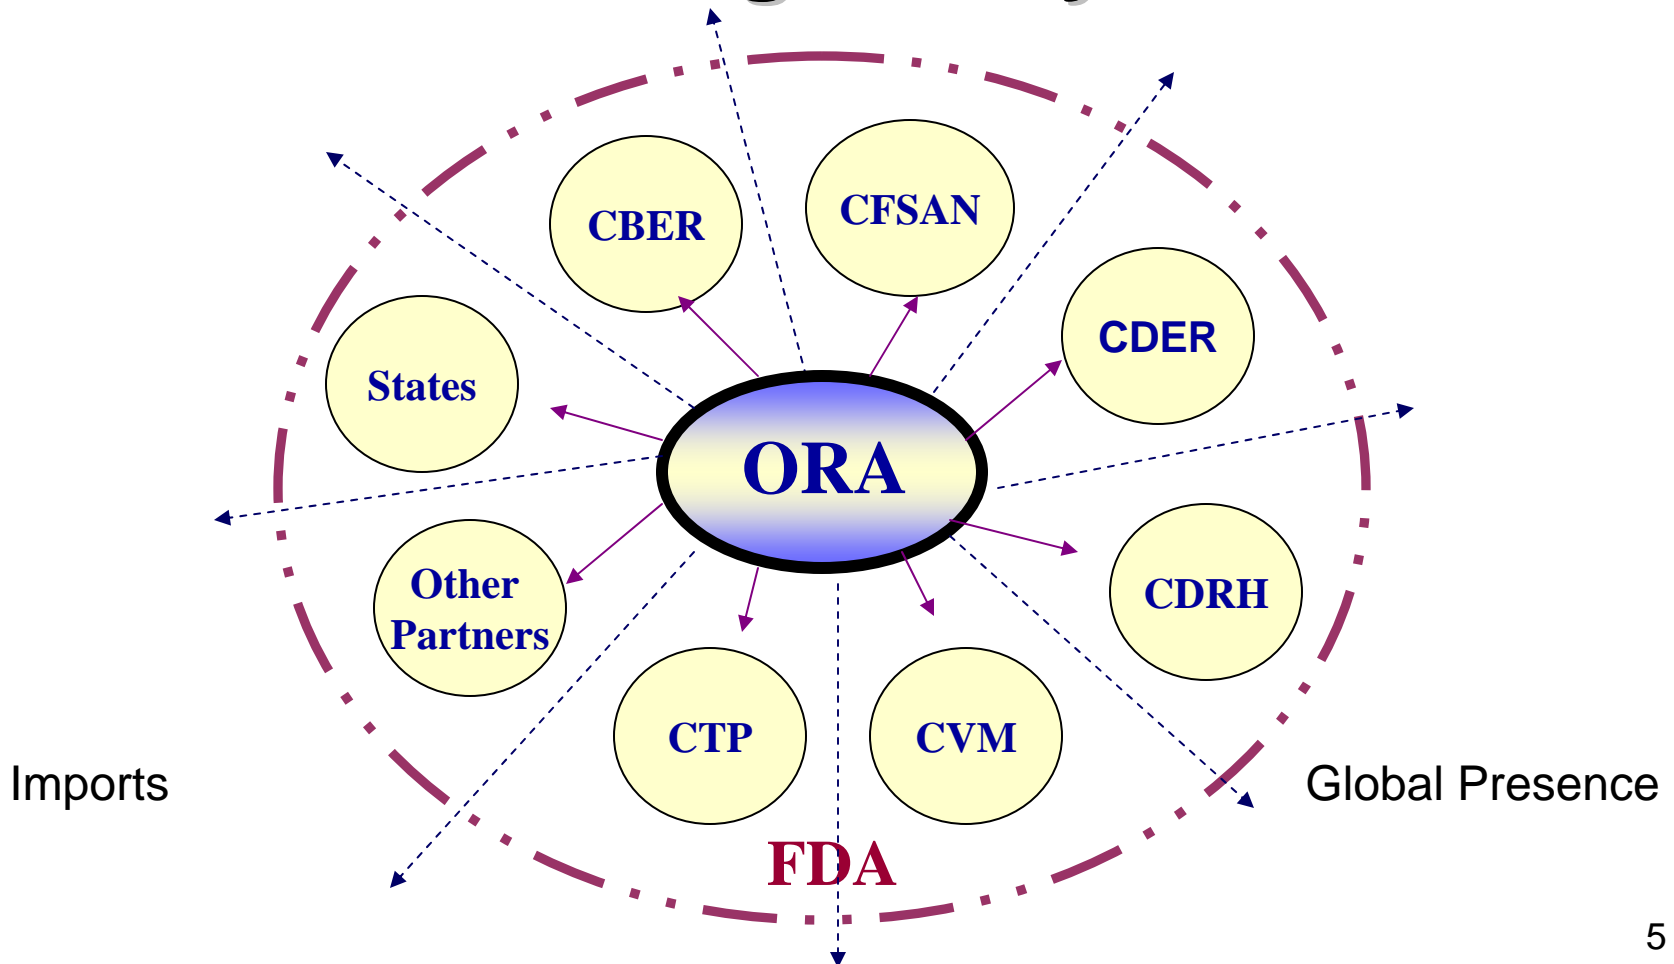 CBER
CFSAN
CDER
States
ORA
Other
Partners
CDRH
CTP
CVM
Imports
Global Presence
FDA
5